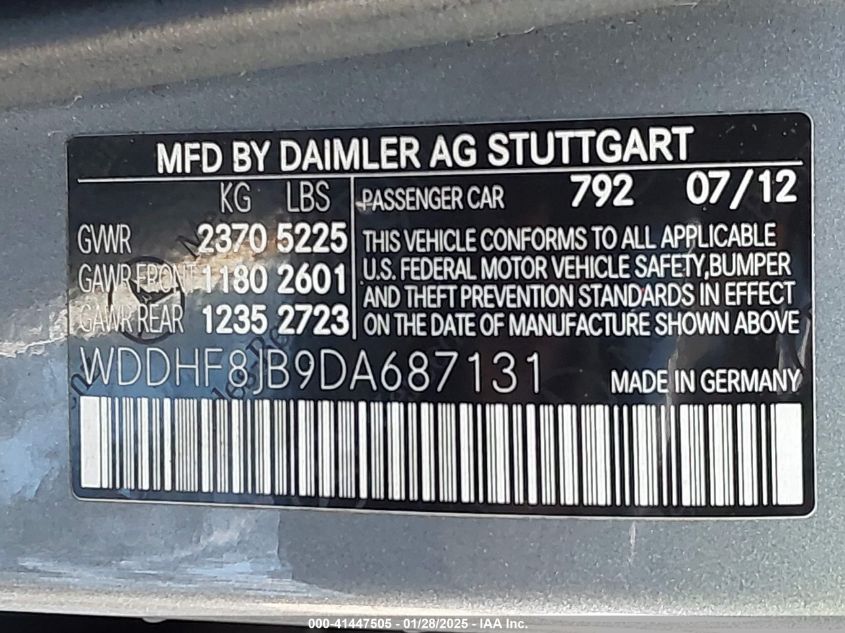 MFD BY DAIMLER AG STUTTGART
KG LBS
GVWR 2370 5225
GAWR FRONT 1180 2601
GAWR REAR 1235 2723
PASSENGER CAR 792 07/12
THIS VEHICLE CONFORMS TO ALL APPLICABLE
U.S. FEDERAL MOTOR VEHICLE SAFETY,BUMPER
AND THEFT PREVENTION STANDARDS IN EFFECT
ON THE DATE OF MANUFACTURE SHOWN ABOVE
WDDHF8JB9DA687131 MADE IN GERMANY
000-41447505 - 01/28/2025 - IAA Inc.